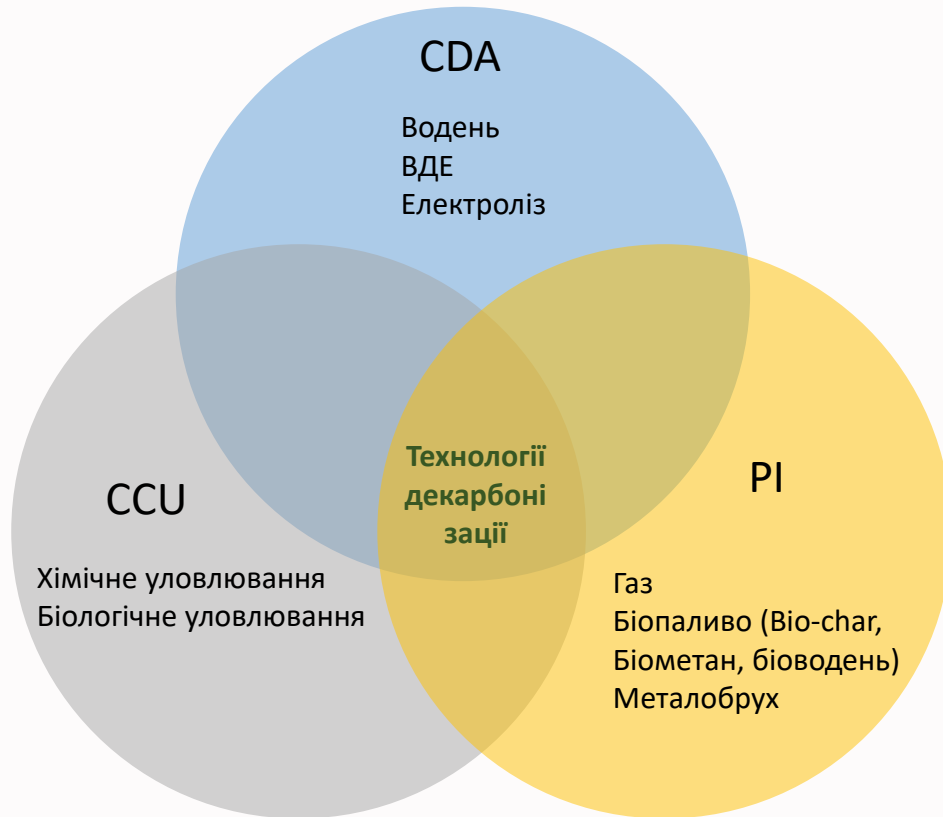 CDA
Водень
ВДЕ
Електроліз
Технології
декарбоні
зації
CCU
Хімічне уловлювання
Біологічне уловлювання
PI
Газ
Біопаливо (Bio-char,
Біометан, біоводень)
Металобрух